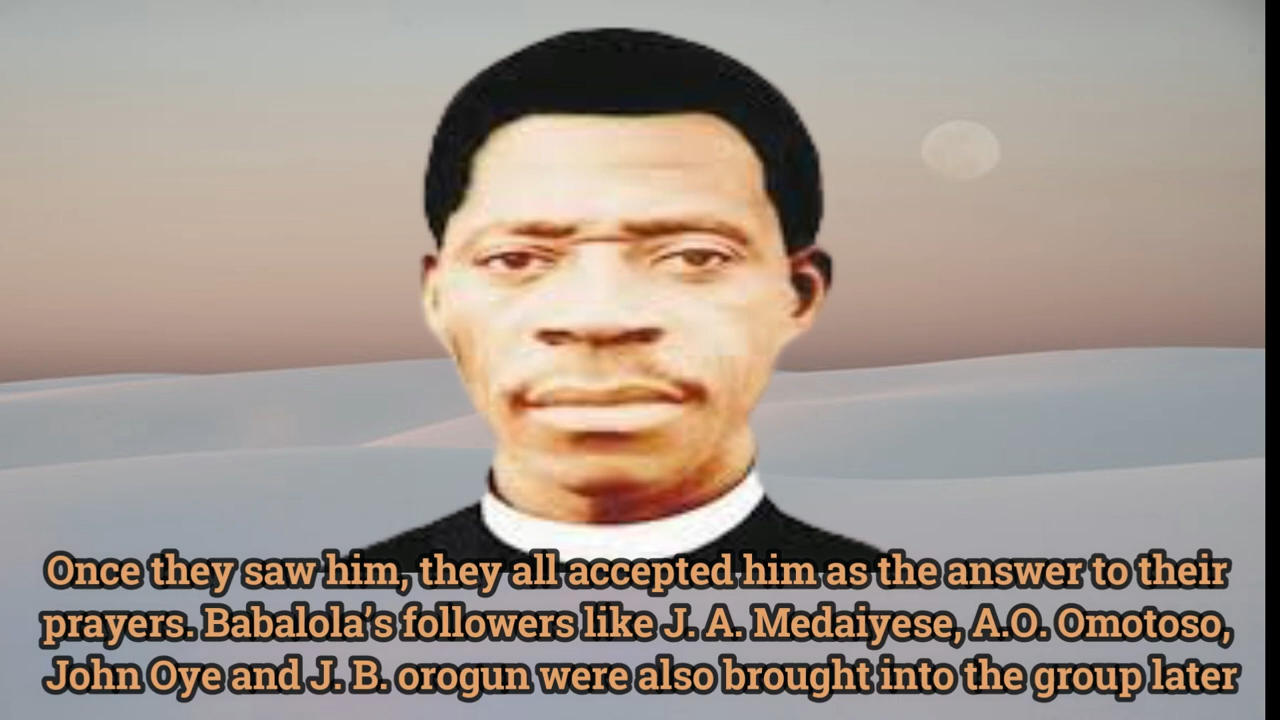 Once they saw him, they all accepted him as the answer to their
prayers. Babalola’s followers like J. A. Medaiyese, A.O. Omotoso,
John Oye and J. B. orogun were also brought into the group later